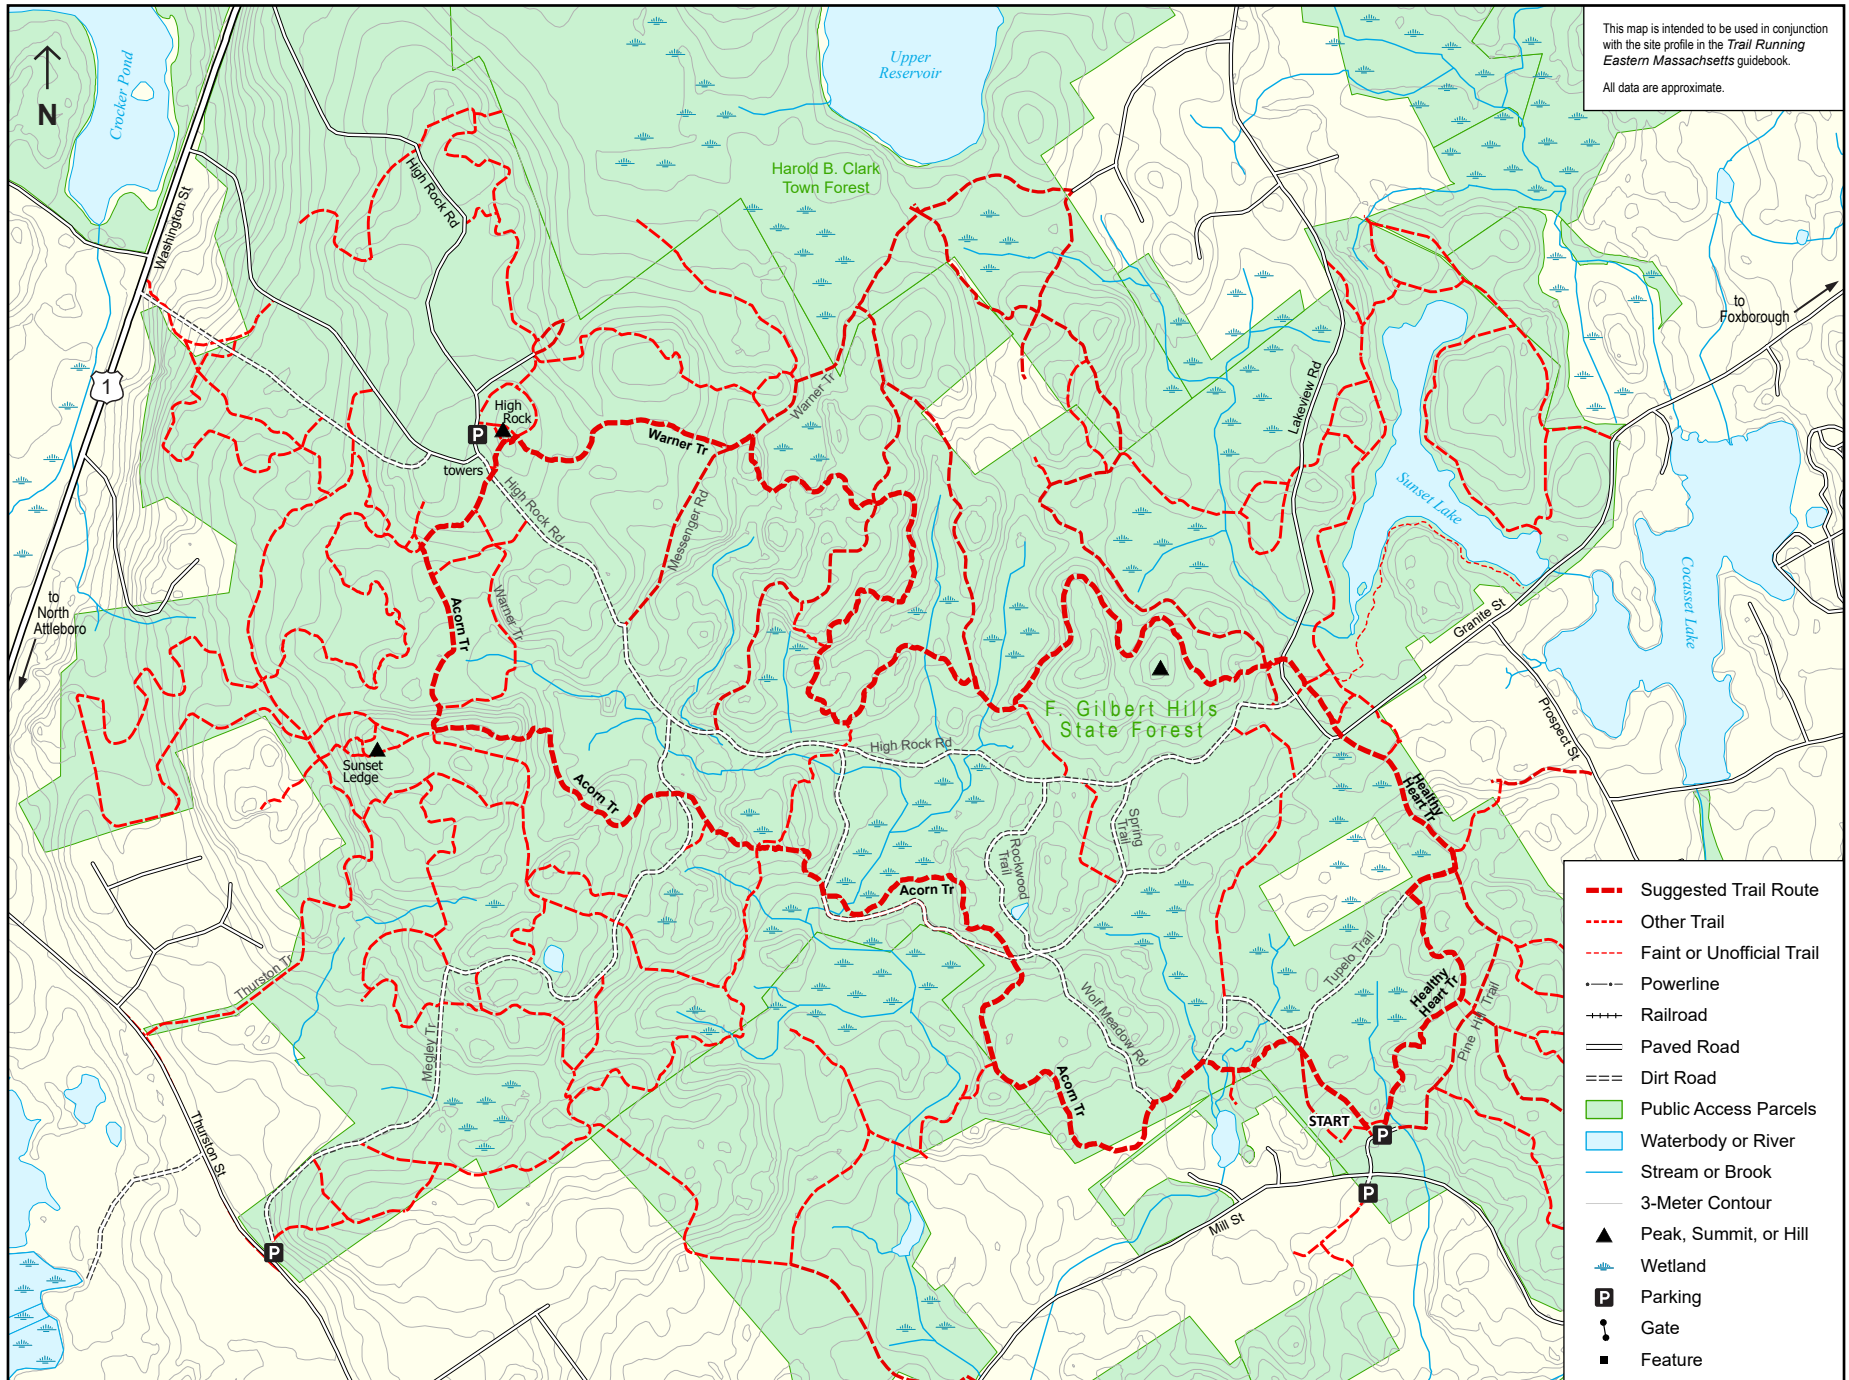 This map is intended to be used in conjunction
with the site profile in the Trail Running
Eastern Massachsetts guidebook.
All data are approximate.
N
Crocker Pond
Upper
Reservoir
Washington St
High Rock Rd
Harold B. Clark
Town Forest
to
Foxborough
1
High
Rock
P
towers
Warner Tr
Warner Tr
Lakeview Rd
High Rock Rd
Messenger Rd
Sunset Lake
Cocasset Lake
to
North
Attleboro
Acorn Tr
Warner Tr
Granite St
Prospect St
F. Gilbert Hills
State Forest
High Rock Rd
Sunset
Ledge
Acorn Tr
Healthy
Heart Tr
Spring
Trail
Rockwood
Trail
Acorn Tr
Thurston Tr
Tupelo Trail
Healthy
Heart Tr
Pine Hill Trail
Wolf Meadow Rd
Megley Tr
Acorn Tr
START
P
P
Thurston St
Mill St
P
Suggested Trail Route
Other Trail
Faint or Unofficial Trail
Powerline
Railroad
Paved Road
Dirt Road
Public Access Parcels
Waterbody or River
Stream or Brook
3-Meter Contour
Peak, Summit, or Hill
Wetland
P Parking
Gate
Feature